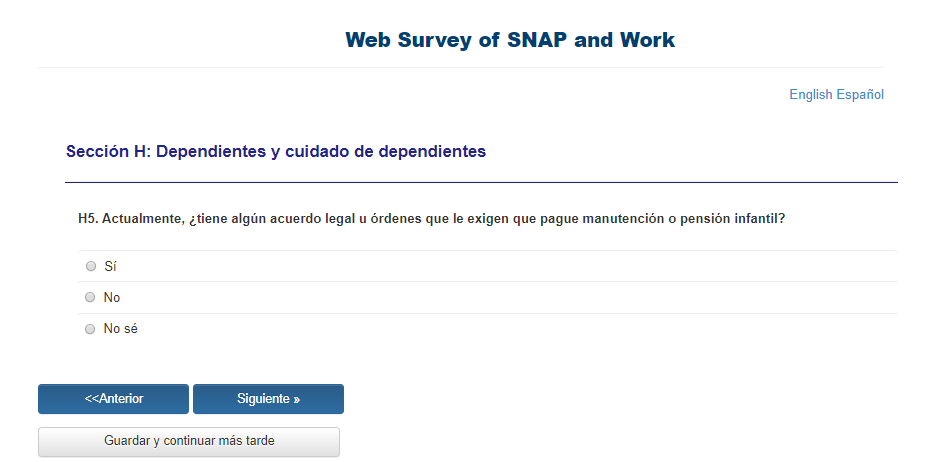 Web Survey of SNAP and Work
English Español
Sección H: Dependientes y cuidado de dependientes
H5. Actualmente, ¿tiene algún acuerdo legal u órdenes que le exigen que pague manutención o pensión infantil?
Sí
No
No sé
<<Anterior Siguiente »
Guardar y continuar más tarde